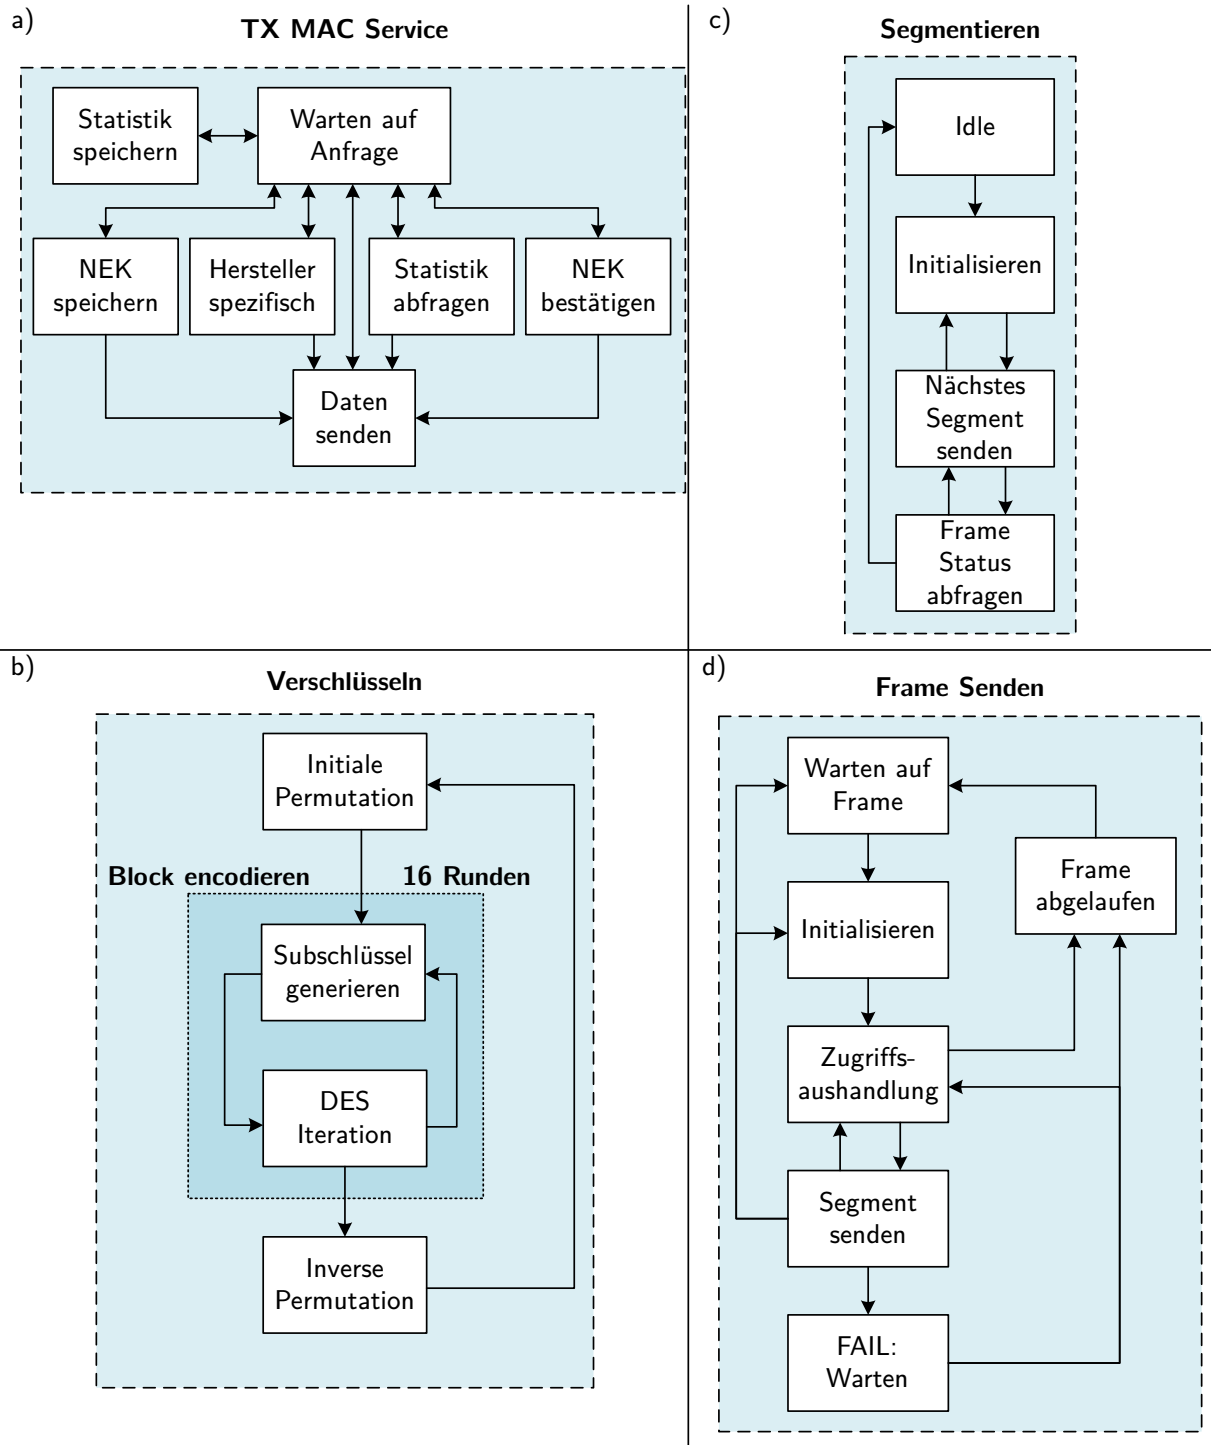 a)
TX MAC Service
Statistik
speichern
Warten auf
Anfrage
NEK
speichern
Hersteller
spezifisch
Statistik
abfragen
NEK
bestätigen
Daten
senden
c)
Segmentieren
Idle
Initialisieren
Nächstes
Segment
senden
Frame
Status
abfragen
b)
Verschlüsseln
Initiale
Permutation
Block encodieren
16 Runden
Subschlüssel
generieren
DES
Iteration
Inverse
Permutation
d)
Frame Senden
Warten auf
Frame
Frame
abgelaufen
Initialisieren
Zugriffs-
aushandlung
Segment
senden
FAIL:
Warten